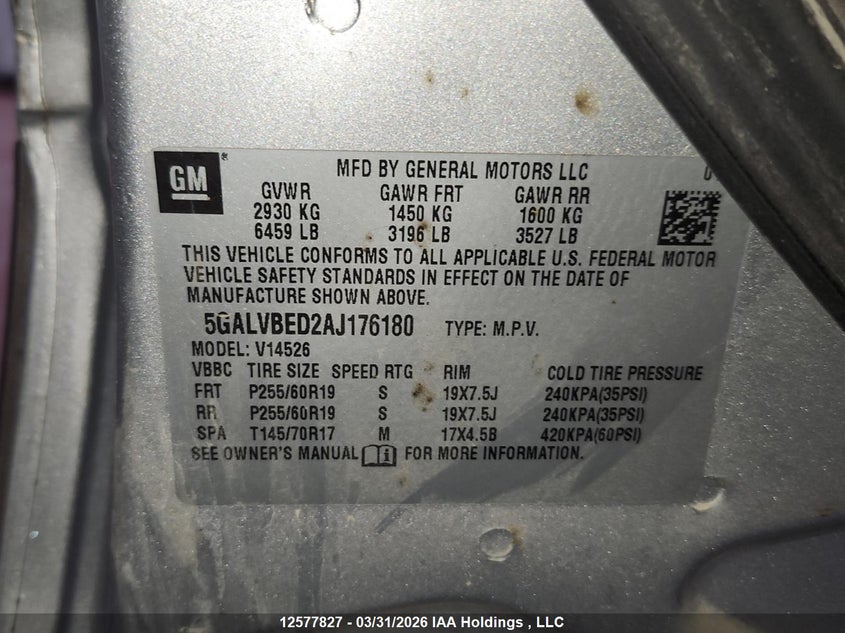 GM
MFD BY GENERAL MOTORS LLC 0
GVWR GAWR FRT GAWR RR
2930 KG 1450 KG 1600 KG
6459 LB 3196 LB 3527 LB
THIS VEHICLE CONFORMS TO ALL APPLICABLE U.S. FEDERAL MOTOR
VEHICLE SAFETY STANDARDS IN EFFECT ON THE DATE OF
MANUFACTURE SHOWN ABOVE.
5GALVBED2AJ176180 TYPE: M.P.V.
MODEL: V14526
VBBC TIRE SIZE SPEED RTG RIM COLD TIRE PRESSURE
FRT P255/60R19 S 19X7.5J 240KPA(35PSI)
RR P255/60R19 S 19X7.5J 240KPA(35PSI)
SPA T145/70R17 M 17X4.5B 420KPA(60PSI)
SEE OWNER'S MANUAL FOR MORE INFORMATION.
12577827 - 03/31/2026 IAA Holdings , LLC